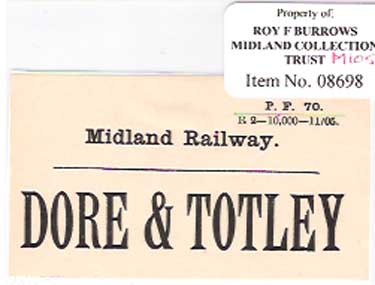 Property of:
ROY F BURROWS
MIDLAND COLLECTION
TRUST
Item No. 08698
P. F. 70.
R 2—10,000—11/05.
Midland Railway.
DORE & TOTLEY